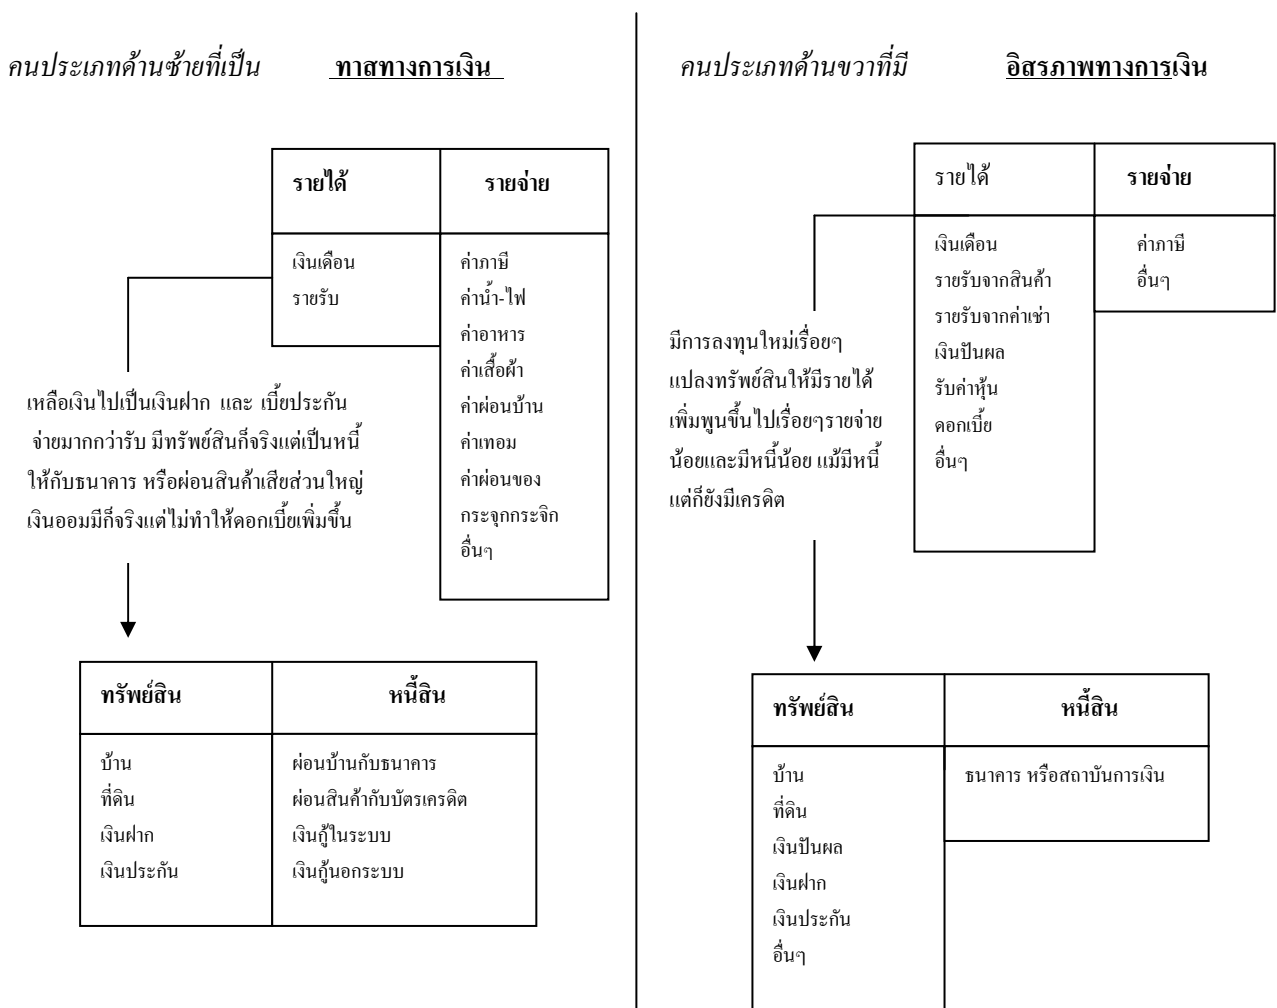 คนประเภทด้านซ้ายที่เป็น ทาสทางการเงิน
รายได้ รายจ่าย
เงินเดือน
รายรับ
ค่าภาษี
ค่าน้ำ-ไฟ
ค่าอาหาร
ค่าเสื้อผ้า
ค่าผ่อนบ้าน
ค่าเทอม
ค่าผ่อนของ
กระจุกกระจิก
อื่นๆ
เหลือเงินไปเป็นเงินฝาก และ เบี้ยประกัน
จ่ายมากกว่ารับ มีทรัพย์สินก็จริงแต่เป็นหนี้
ให้กับธนาคาร หรือผ่อนสินค้าเสียส่วนใหญ่
เงินออมมีก็จริงแต่ไม่ทำให้ดอกเบี้ยเพิ่มขึ้น
ทรัพย์สิน หนี้สิน
บ้าน
ที่ดิน
เงินฝาก
เงินประกัน
ผ่อนบ้านกับธนาคาร
ผ่อนสินค้ากับบัตรเครดิต
เงินกู้ในระบบ
เงินกู้นอกระบบ
คนประเภทด้านขวาที่มี อิสรภาพทางการเงิน
รายได้ รายจ่าย
เงินเดือน
รายรับจากสินค้า
รายรับจากค่าเช่า
เงินปันผล
รับค่าหุ้น
ดอกเบี้ย
อื่นๆ
ค่าภาษี
อื่นๆ
มีการลงทุนใหม่เรื่อยๆ
แปลงทรัพย์สินให้มีรายได้
เพิ่มพูนขึ้นไปเรื่อยๆรายจ่าย
น้อยและมีหนี้น้อย แม้มีหนี้
แต่ก็ยังมีเครดิต
ทรัพย์สิน หนี้สิน
บ้าน
ที่ดิน
เงินปันผล
เงินฝาก
เงินประกัน
อื่นๆ
ธนาคาร หรือสถาบันการเงิน